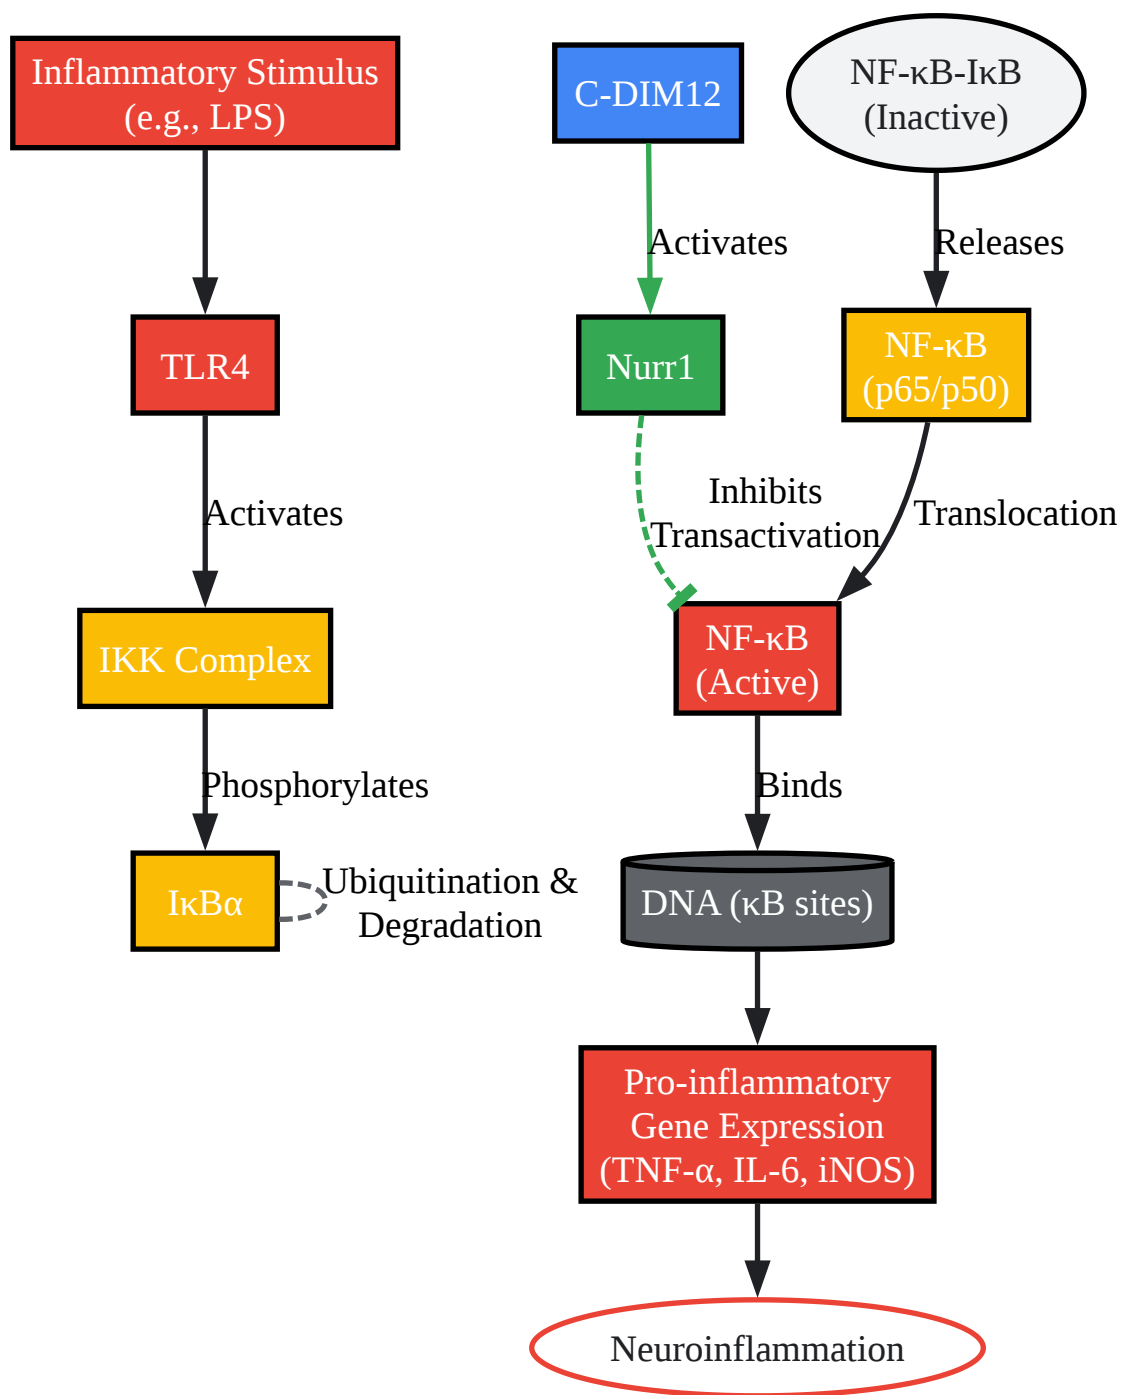 Inflammatory Stimulus
(e.g., LPS)
C-DIM12
NF-κB-IκB
(Inactive)
Activates
Releases
TLR4
Nurr1
NF-κB
(p65/p50)
Activates
Inhibits
Transactivation
Translocation
IKK Complex
NF-κB
(Active)
Phosphorylates
Binds
IκBα
Ubiquitination &
Degradation
DNA (κB sites)
Pro-inflammatory
Gene Expression
(TNF-α, IL-6, iNOS)
Neuroinflammation